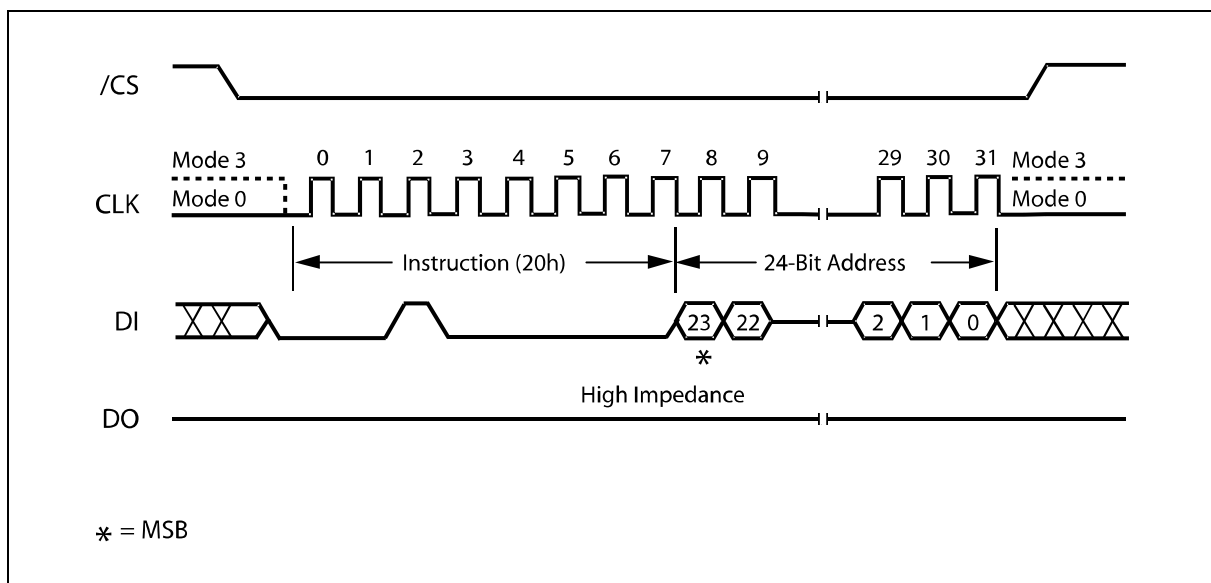 /CS
Mode 3 0 1 2 3 4 5 6 7 8 9 29 30 31 Mode 3
CLK Mode 0 Mode 0
Instruction (20h) 24-Bit Address
DI 23 22 2 1 0
*
High Impedance
DO
* = MSB